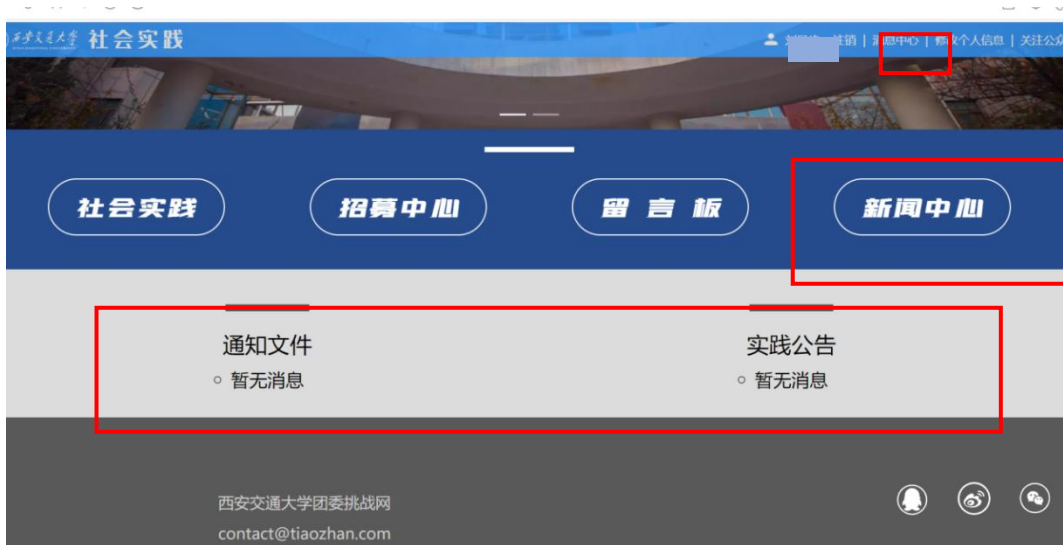 西安交通大学 社会实践
注销 | 消息中心 | 修改个人信息 | 关注公众
社会实践
招募中心
留言板
新闻中心
通知文件
实践公告
暂无消息
暂无消息
西安交通大学团委挑战网
contact@tiaozhan.com